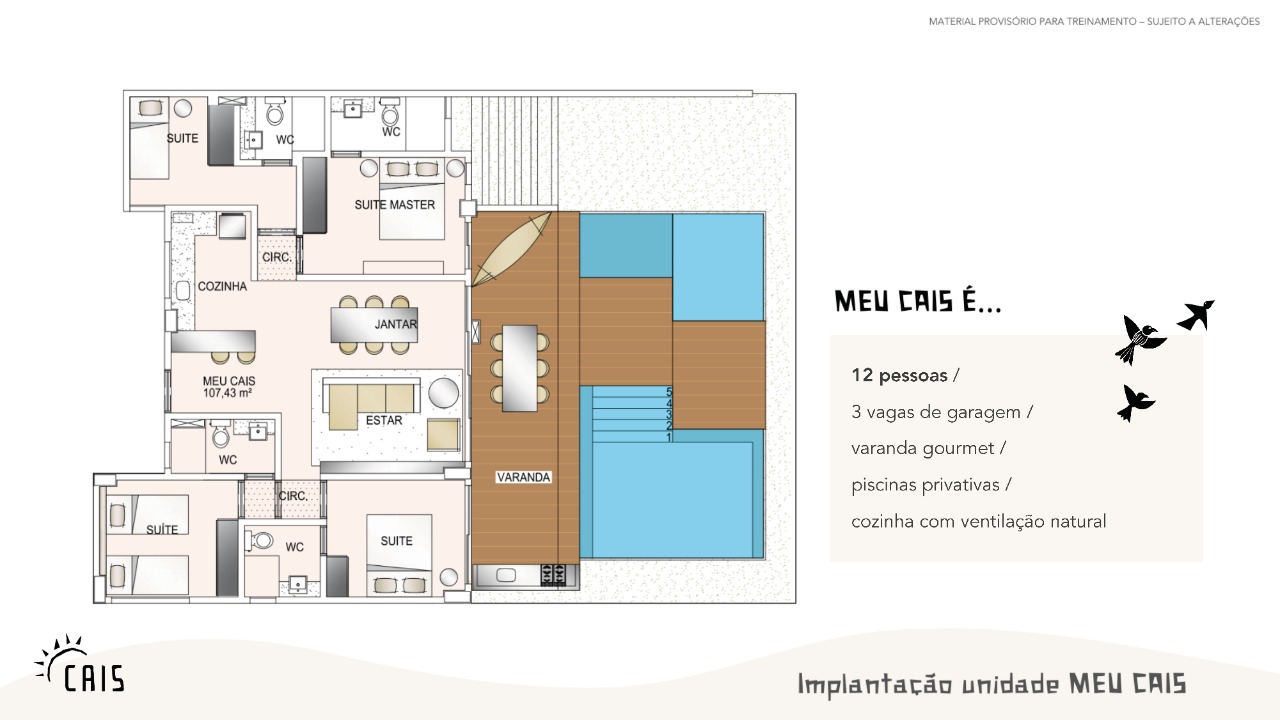 MATERIAL PROVISÓRIO PARA TREINAMENTO – SUJEITO A ALTERAÇÕES
SUITE
WC
WC
SUITE MASTER
CIRC.
COZINHA
JANTAR
MEU CAIS
107,43 m²
ESTAR
WC
VARANDA
CIRC.
SUÍTE
WC
SUITE
5
4
3
2
1
MEU CAIS É...
12 pessoas /
3 vagas de garagem /
varanda gourmet /
piscinas privativas /
cozinha com ventilação natural
CAIS
Implantação unidade MEU CAIS